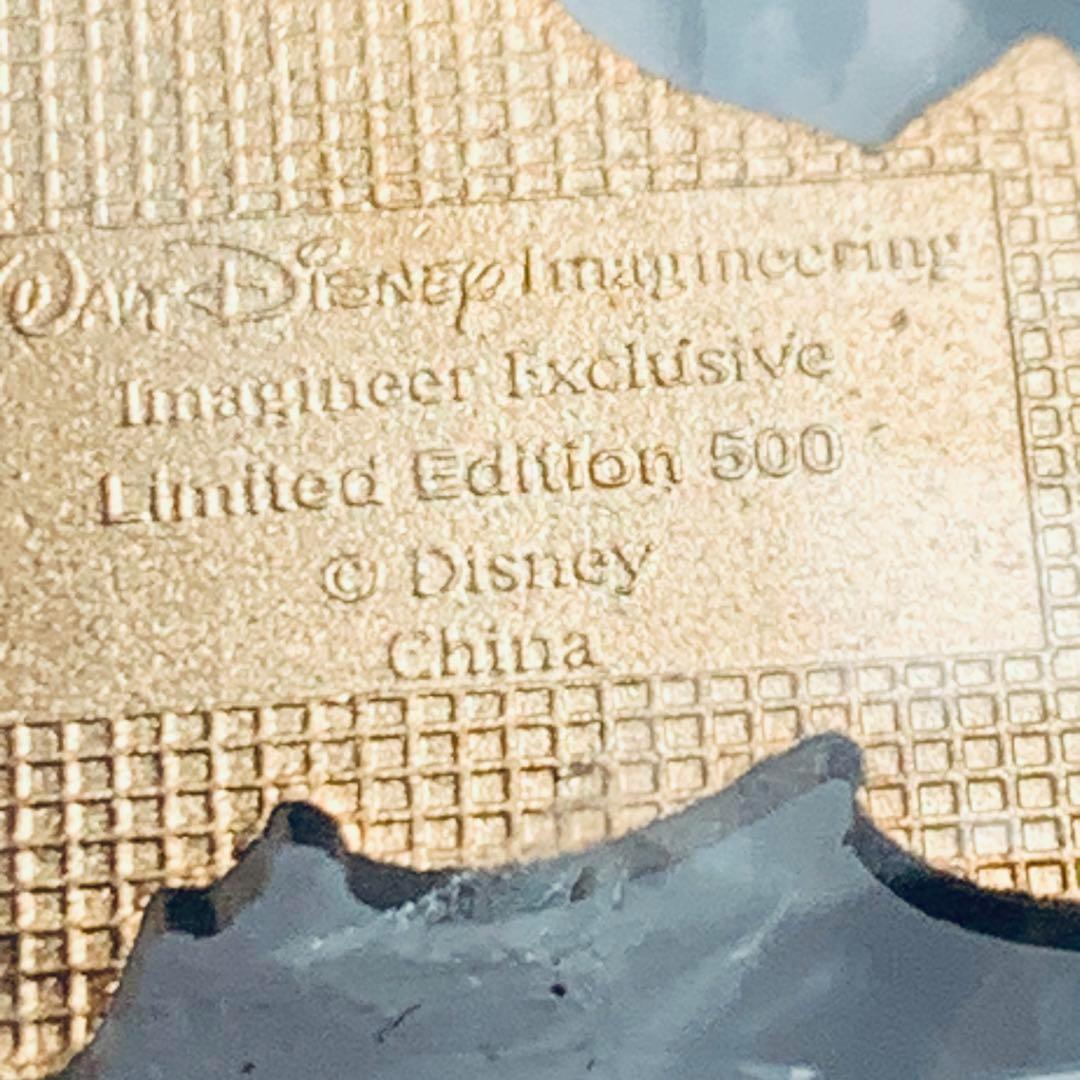 Walt Disney Imagineering
Imagineer Exclusive
Limited Edition 500
© Disney
China